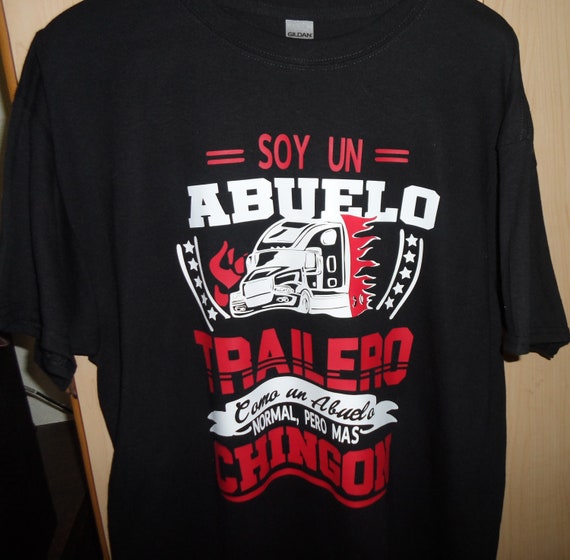 GILDAN
SOY UN
ABUELO
TRAILERO
Como un Abuelo
NORMAL, PERO MAS
CHINGON